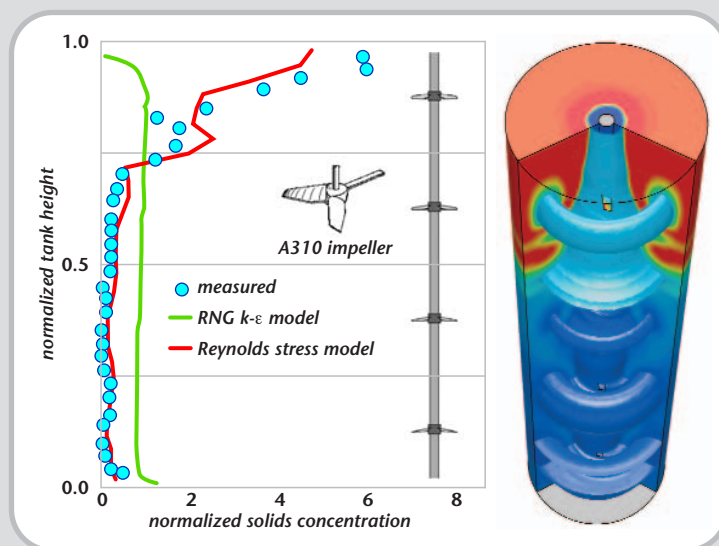 1.0
normalized tank height
0.5
A310 impeller
measured
RNG k-ε model
Reynolds stress model
0.0
0 2 4 6 8
normalized solids concentration